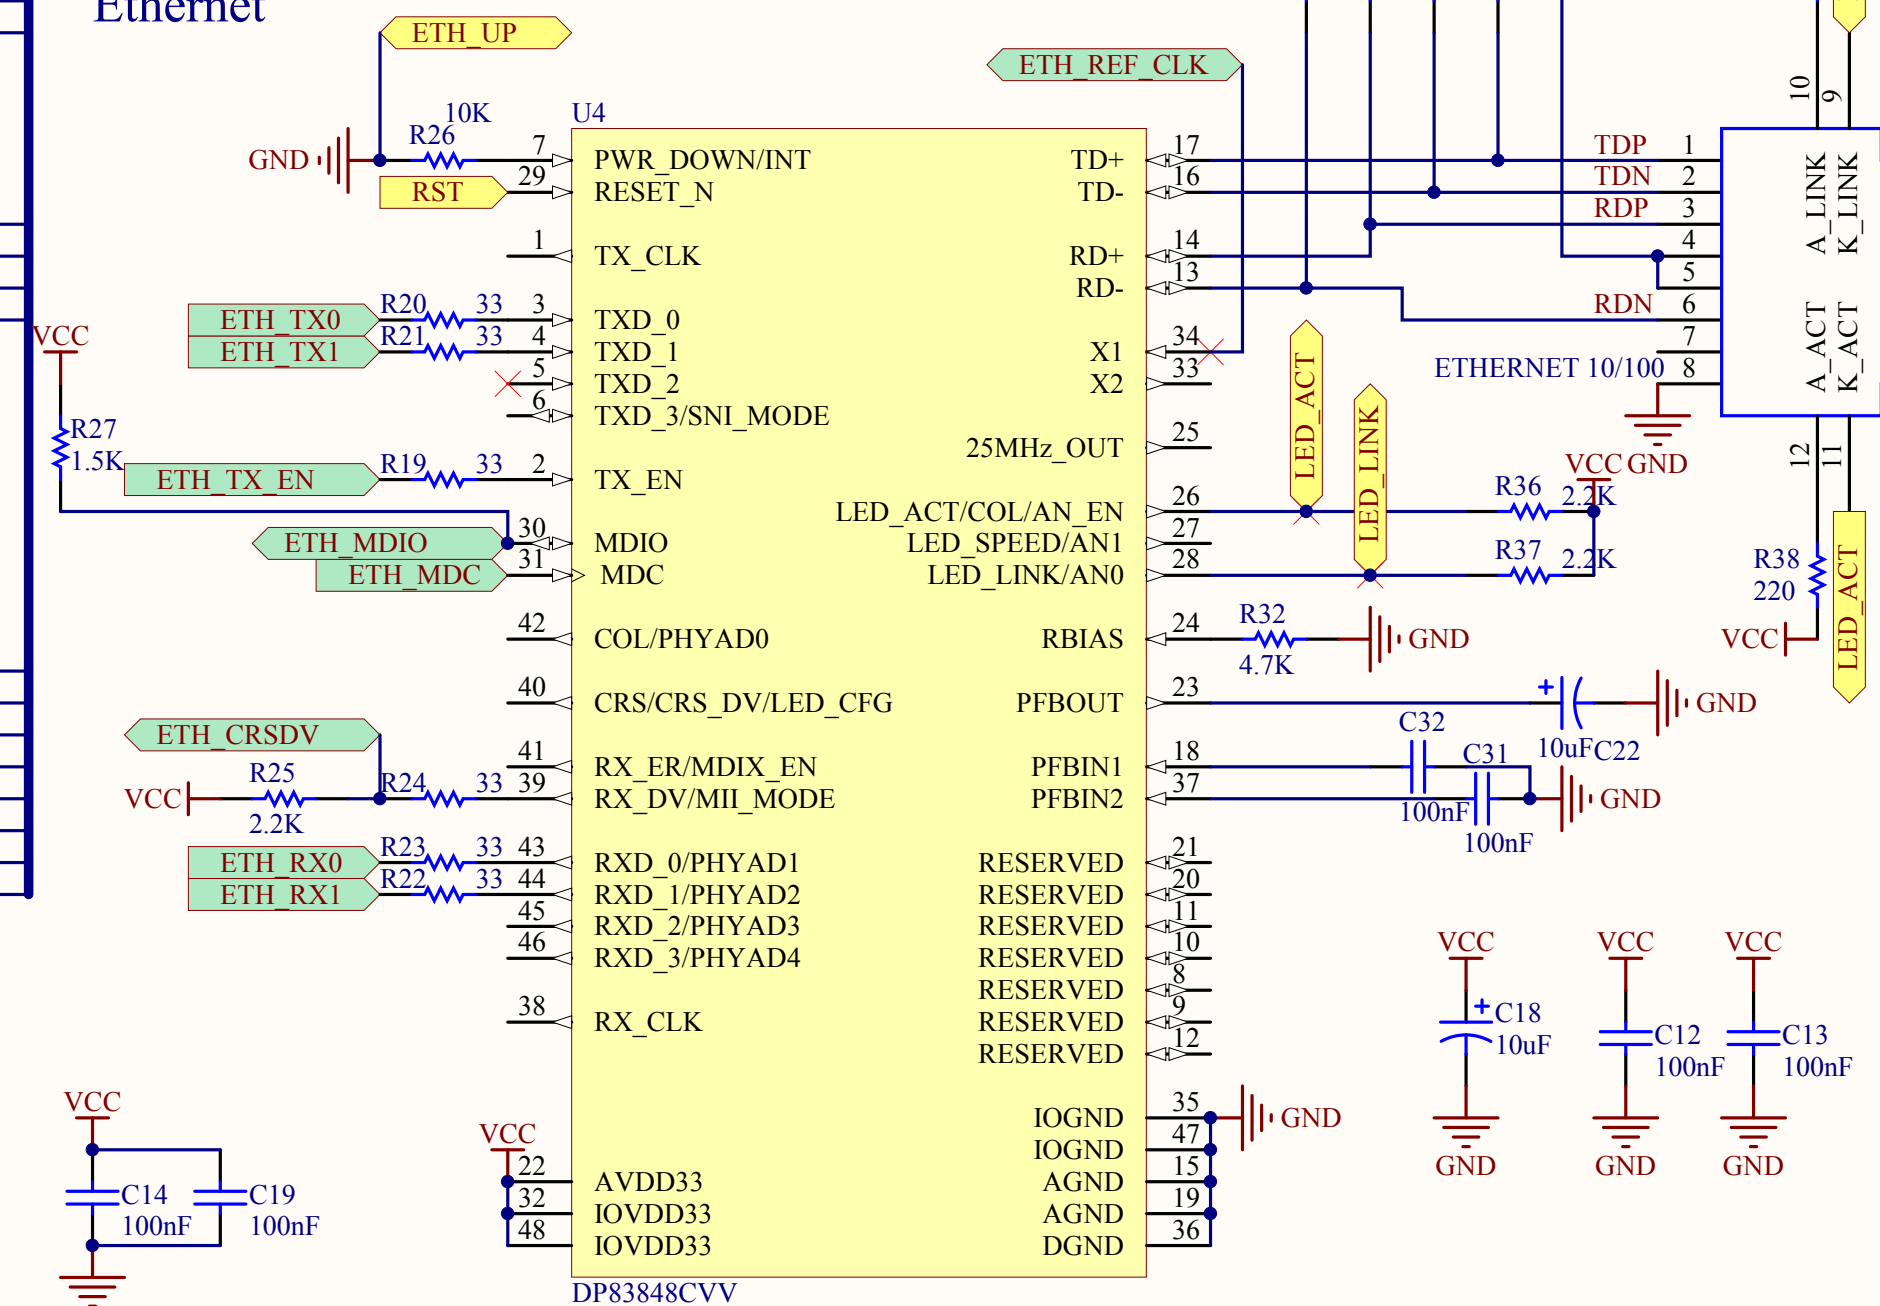 Ethernet
ETH_UP
ETH_REF_CLK
10K
R26
GND
RST
U4
7 PWR_DOWN/INT
29 RESET_N
1 TX_CLK
ETH_TX0 R20 33 3 TXD_0
ETH_TX1 R21 33 4 TXD_1
5 TXD_2
6 TXD_3/SNI_MODE
VCC
R27
1.5K
ETH_TX_EN R19 33 2 TX_EN
ETH_MDIO 30 MDIO
ETH_MDC 31 MDC
42 COL/PHYAD0
40 CRS/CRS_DV/LED_CFG
ETH_CRSDV
41 RX_ER/MDIX_EN
VCC R25 2.2K R24 33 39 RX_DV/MII_MODE
ETH_RX0 R23 33 43 RXD_0/PHYAD1
ETH_RX1 R22 33 44 RXD_1/PHYAD2
45 RXD_2/PHYAD3
46 RXD_3/PHYAD4
38 RX_CLK
VCC
22 AVDD33
32 IOVDD33
48 IOVDD33
DP83848CVV
VCC
C14
100nF
C19
100nF
TD+ 17
TD- 16
RD+ 14
RD- 13
X1 34
X2 33
25MHz_OUT 25
LED_ACT/COL/AN_EN 26
LED_SPEED/AN1 27
LED_LINK/AN0 28
RBIAS 24
PFBOUT 23
PFBIN1 18
PFBIN2 37
RESERVED 21
RESERVED 20
RESERVED 11
RESERVED 10
RESERVED 8
RESERVED 9
RESERVED 12
IOGND 35
IOGND 47
AGND 15
AGND 19
DGND 36
GND
TDP 1
TDN 2
RDP 3
4
5
RDN 6
7
ETHERNET 10/100 8
GND
10
9
A_LINK
K_LINK
A_ACT
K_ACT
12
11
LED_ACT
LED_LINK
VCC
R36 2.2K
R37 2.2K
R38
220
VCC
LED_ACT
R32
4.7K
GND
+
10uF C22
GND
C32
100nF
C31
100nF
GND
VCC
+
C18
10uF
GND
VCC
C12
100nF
GND
VCC
C13
100nF
GND